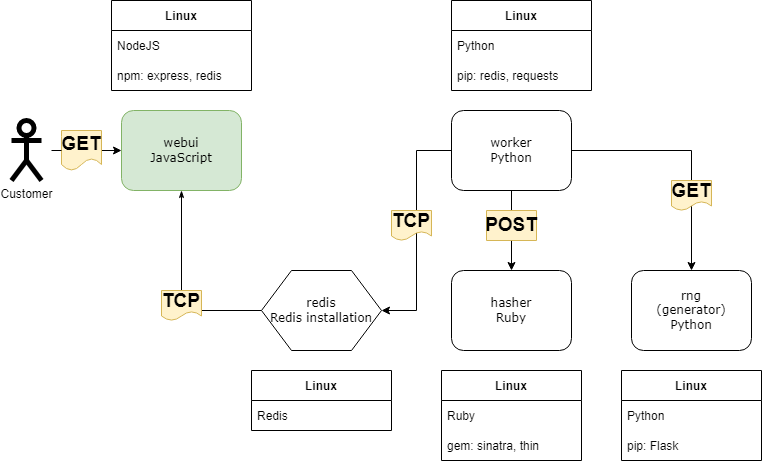 Linux
NodeJS
npm: express, redis
Linux
Python
pip: redis, requests
GET
webui
JavaScript
worker
Python
Customer
GET
TCP
POST
TCP
redis
Redis installation
hasher
Ruby
rng
(generator)
Python
Linux
Redis
Linux
Ruby
gem: sinatra, thin
Linux
Python
pip: Flask